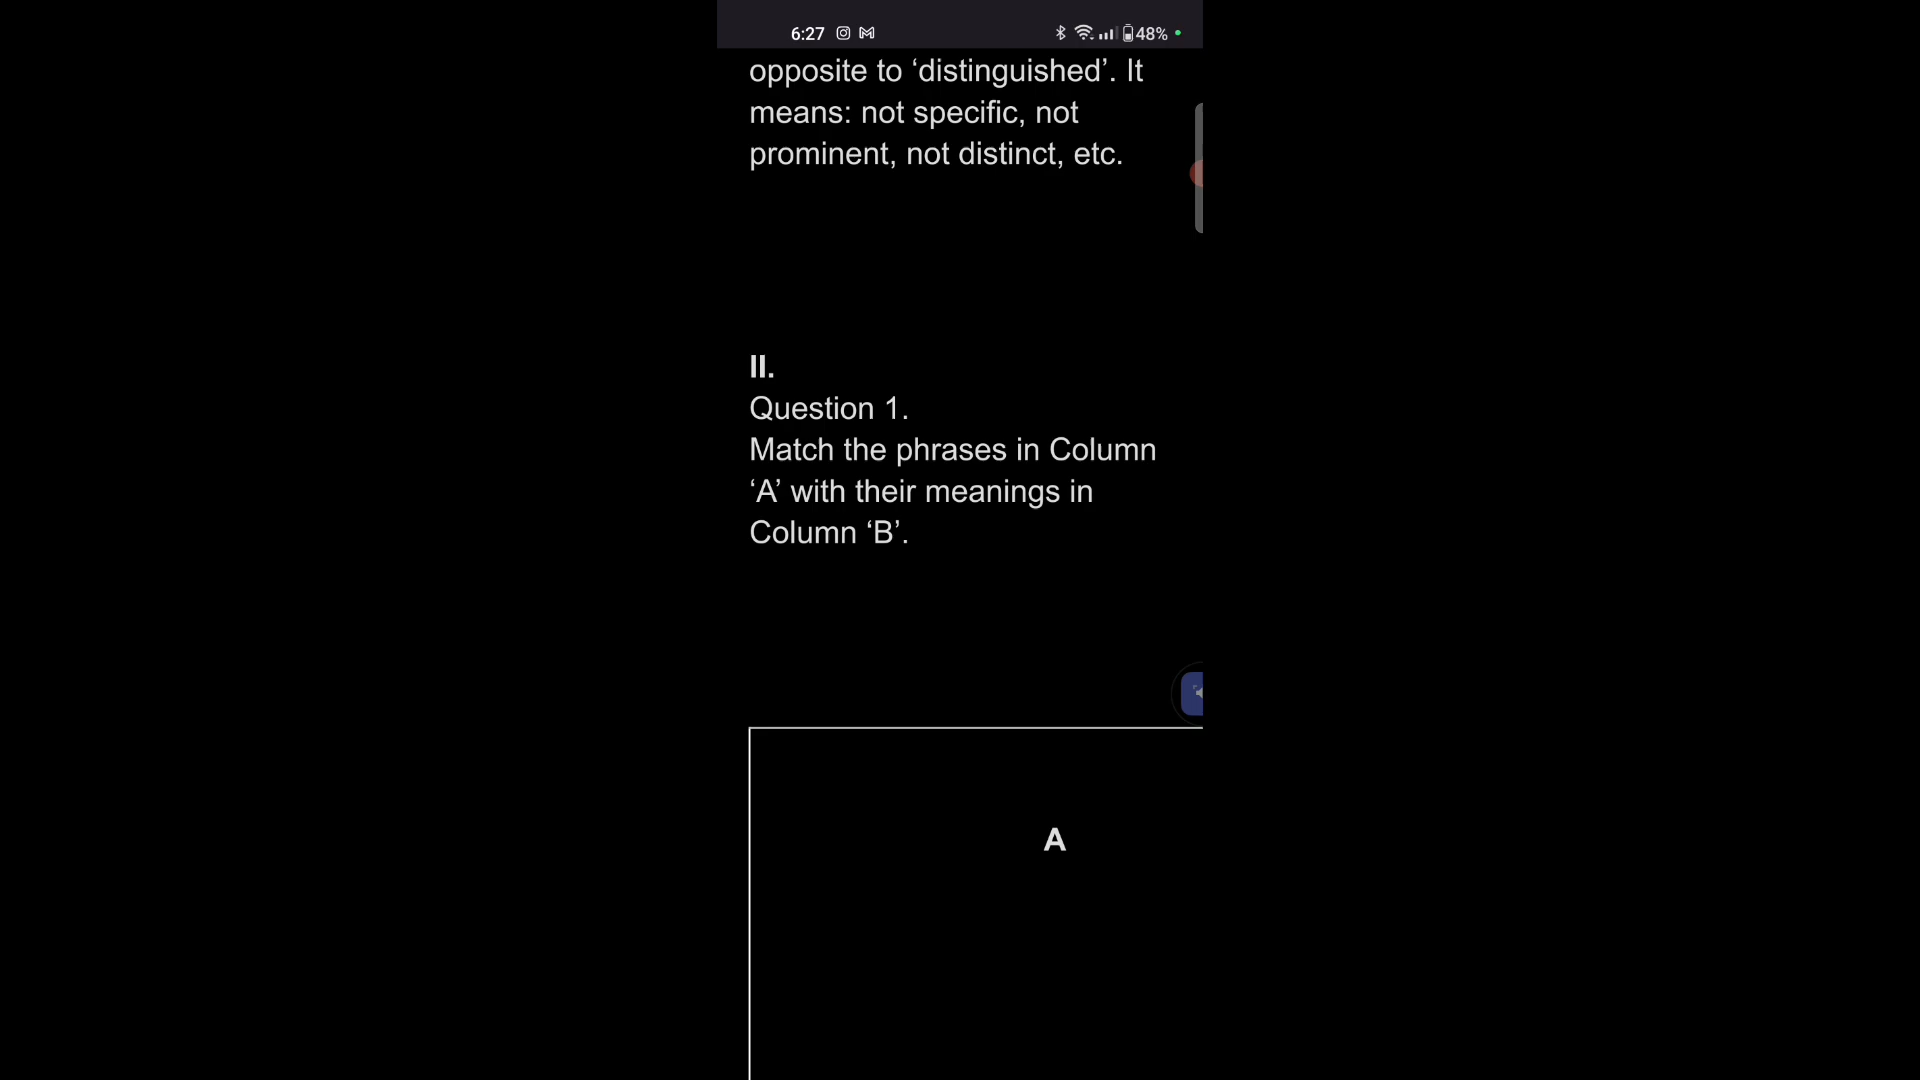 6:27 48%
opposite to ‘distinguished’. It
means: not specific, not
prominent, not distinct, etc.
II.
Question 1.
Match the phrases in Column
‘A’ with their meanings in
Column ‘B’.
A